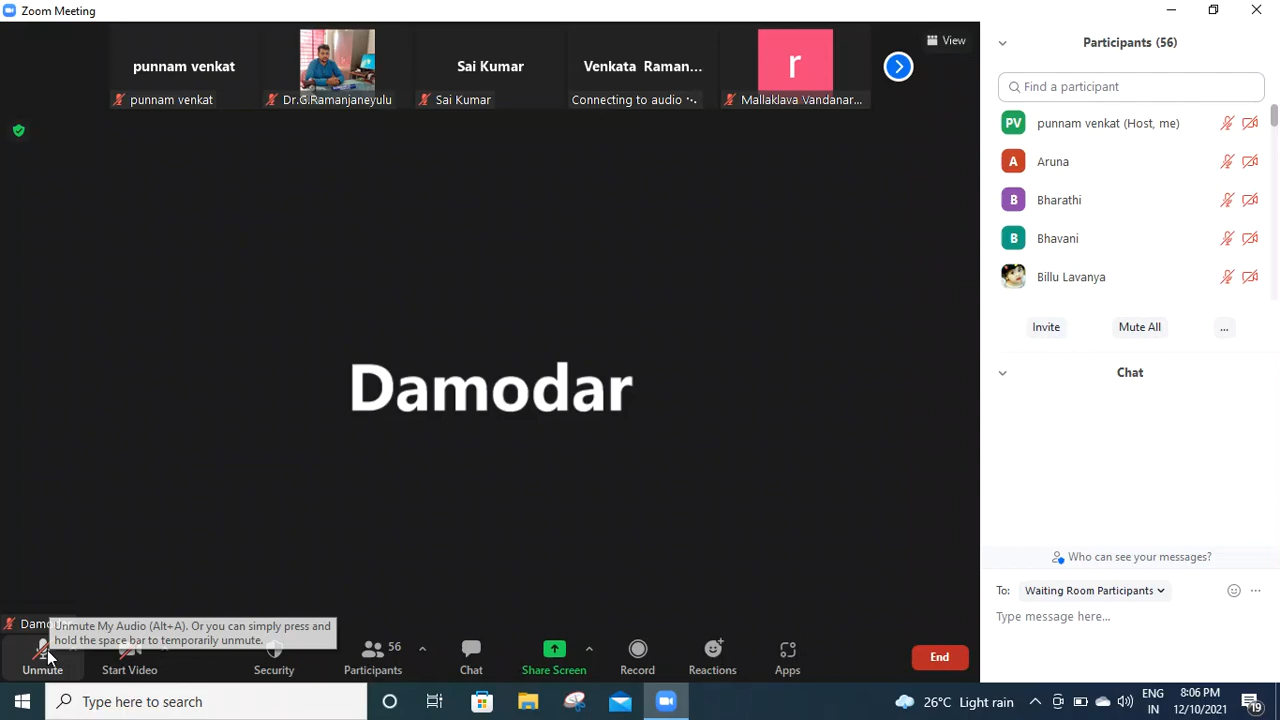 Zoom Meeting
punnam venkat
Sai Kumar
Venkata Raman...
r
View
punnam venkat
Dr.G.Ramanjaneyulu
Sai Kumar
Connecting to audio
Mallaklava Vandanar...
Damodar
Unmute My Audio (Alt+A). Or you can simply press and
hold the space bar to temporarily unmute.
Unmute
Start Video
Security
56
Participants
Chat
Share Screen
Record
Reactions
Apps
End
Participants (56)
Find a participant
PV punnam venkat (Host, me)
A Aruna
B Bharathi
B Bhavani
Billu Lavanya
Invite
Mute All
...
Chat
Who can see your messages?
To: Waiting Room Participants
Type message here...
Type here to search
26°C Light rain
ENG
IN
8:06 PM
12/10/2021
19